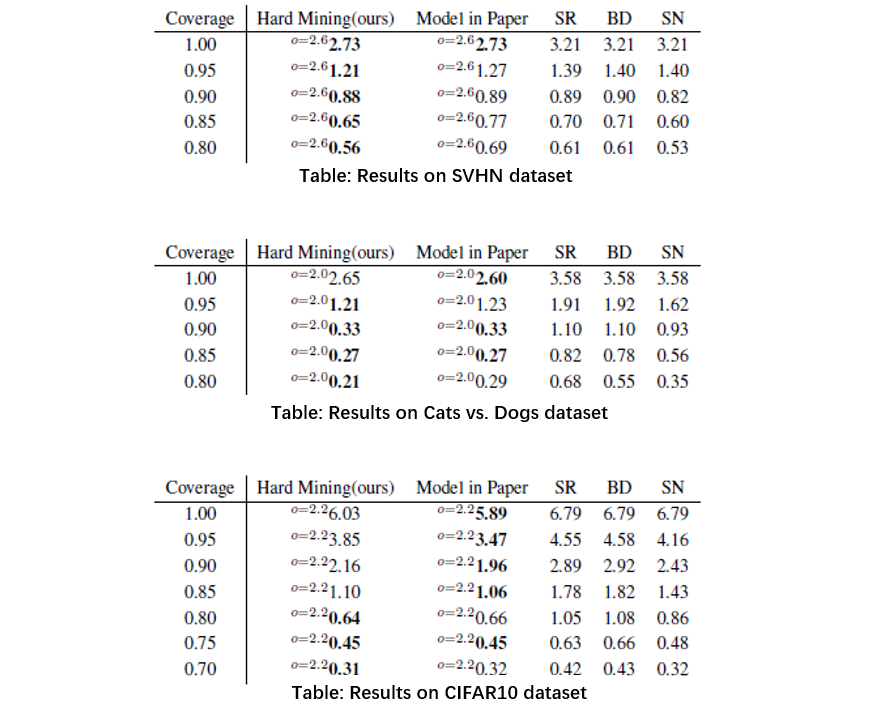 Coverage Hard Mining(ours) Model in Paper SR BD SN
1.00 o=2.6 2.73 o=2.6 2.73 3.21 3.21 3.21
0.95 o=2.6 1.21 o=2.6 1.27 1.39 1.40 1.40
0.90 o=2.6 0.88 o=2.6 0.89 0.89 0.90 0.82
0.85 o=2.6 0.65 o=2.6 0.77 0.70 0.71 0.60
0.80 o=2.6 0.56 o=2.6 0.69 0.61 0.61 0.53
Table: Results on SVHN dataset
Coverage Hard Mining(ours) Model in Paper SR BD SN
1.00 o=2.0 2.65 o=2.0 2.60 3.58 3.58 3.58
0.95 o=2.0 1.21 o=2.0 1.23 1.91 1.92 1.62
0.90 o=2.0 0.33 o=2.0 0.33 1.10 1.10 0.93
0.85 o=2.0 0.27 o=2.0 0.27 0.82 0.78 0.56
0.80 o=2.0 0.21 o=2.0 0.29 0.68 0.55 0.35
Table: Results on Cats vs. Dogs dataset
Coverage Hard Mining(ours) Model in Paper SR BD SN
1.00 o=2.2 6.03 o=2.2 5.89 6.79 6.79 6.79
0.95 o=2.2 3.85 o=2.2 3.47 4.55 4.58 4.16
0.90 o=2.2 2.16 o=2.2 1.96 2.89 2.92 2.43
0.85 o=2.2 1.10 o=2.2 1.06 1.78 1.82 1.43
0.80 o=2.2 0.64 o=2.2 0.66 1.05 1.08 0.86
0.75 o=2.2 0.45 o=2.2 0.45 0.63 0.66 0.48
0.70 o=2.2 0.31 o=2.2 0.32 0.42 0.43 0.32
Table: Results on CIFAR10 dataset